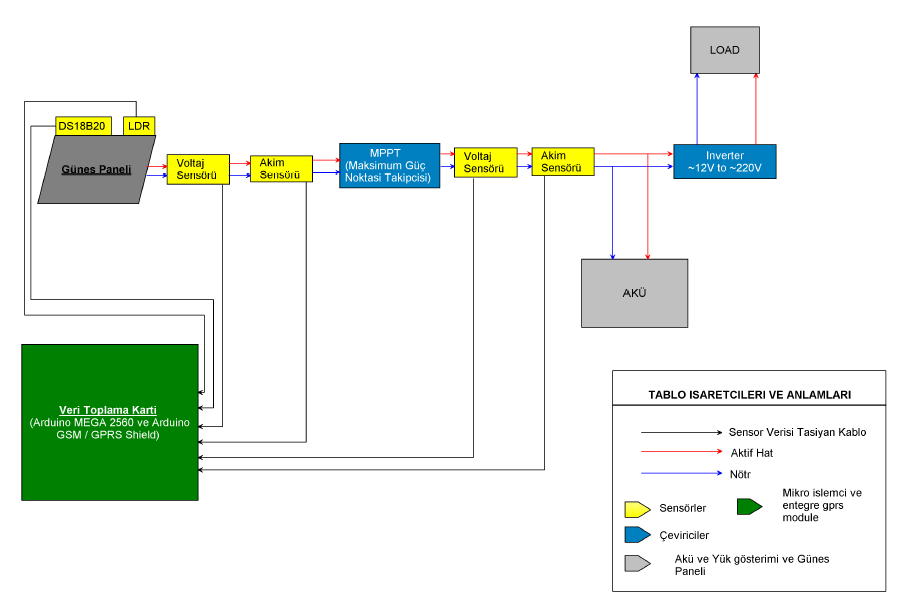 LOAD
DS18B20
LDR
Günes Paneli
Voltaj
Sensörü
Akim
Sensörü
MPPT
(Maksimum Güç
Noktasi Takipcisi)
Voltaj
Sensörü
Akim
Sensörü
Inverter
~12V to ~220V
AKÜ
Veri Toplama Karti
(Arduino MEGA 2560 ve Arduino
GSM / GPRS Shield)
TABLO ISARETCILERI VE ANLAMLARI
Sensor Verisi Tasiyan Kablo
Aktif Hat
Nötr
Sensörler
Mikro islemci ve
entegre gprs
module
Çeviriciler
Akü ve Yük gösterimi ve Günes
Paneli